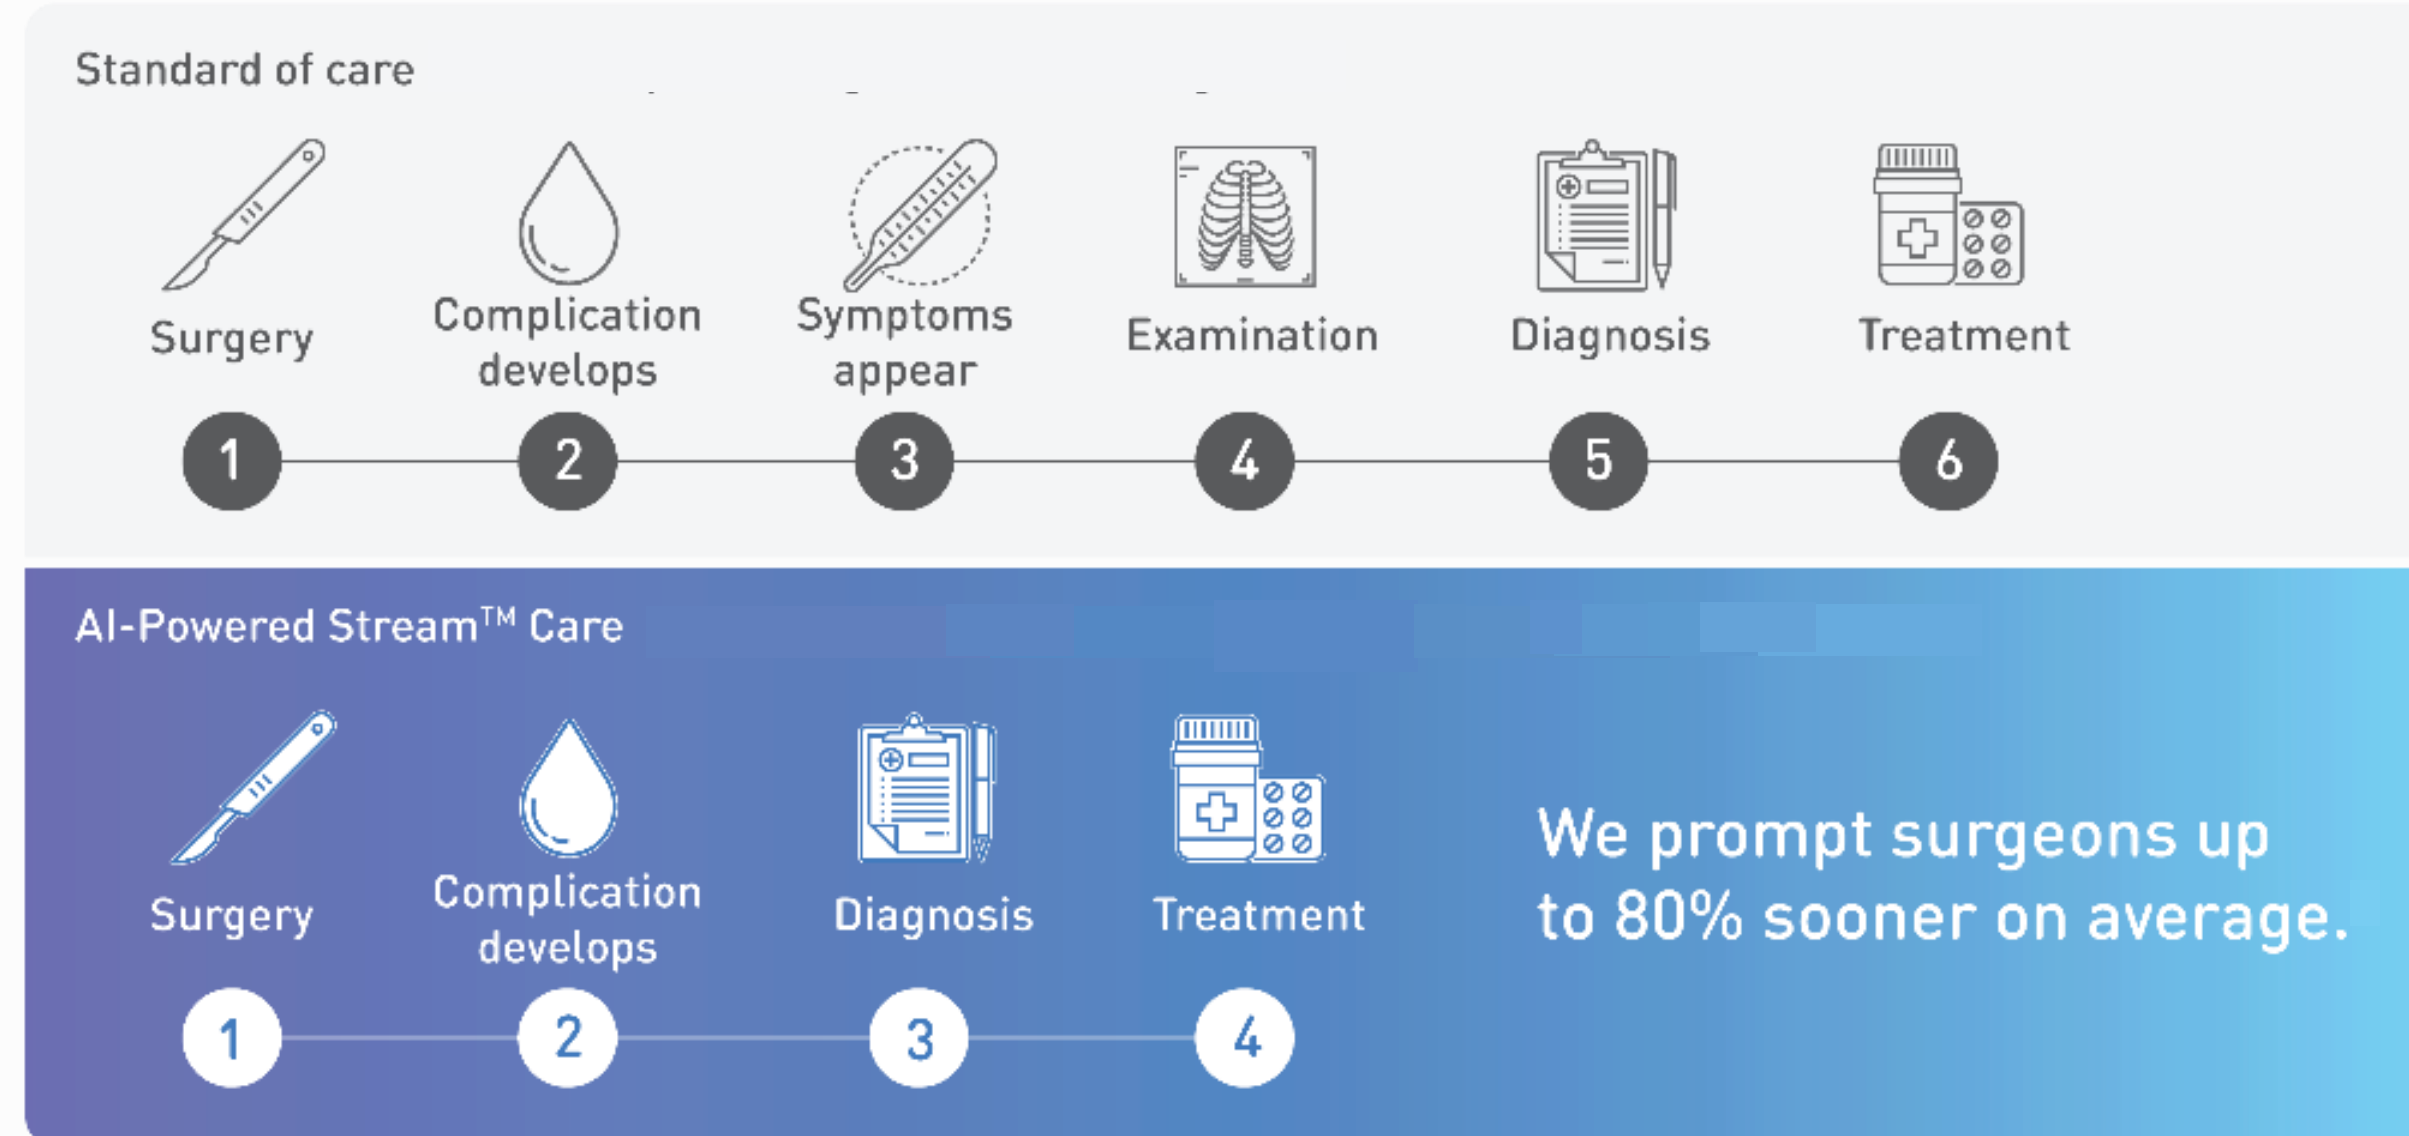 Standard of care
Surgery
Complication
develops
Symptoms
appear
Examination
Diagnosis
Treatment
1
2
3
4
5
6
AI-Powered Stream™ Care
Surgery
Complication
develops
Diagnosis
Treatment
1
2
3
4
We prompt surgeons up
to 80% sooner on average.